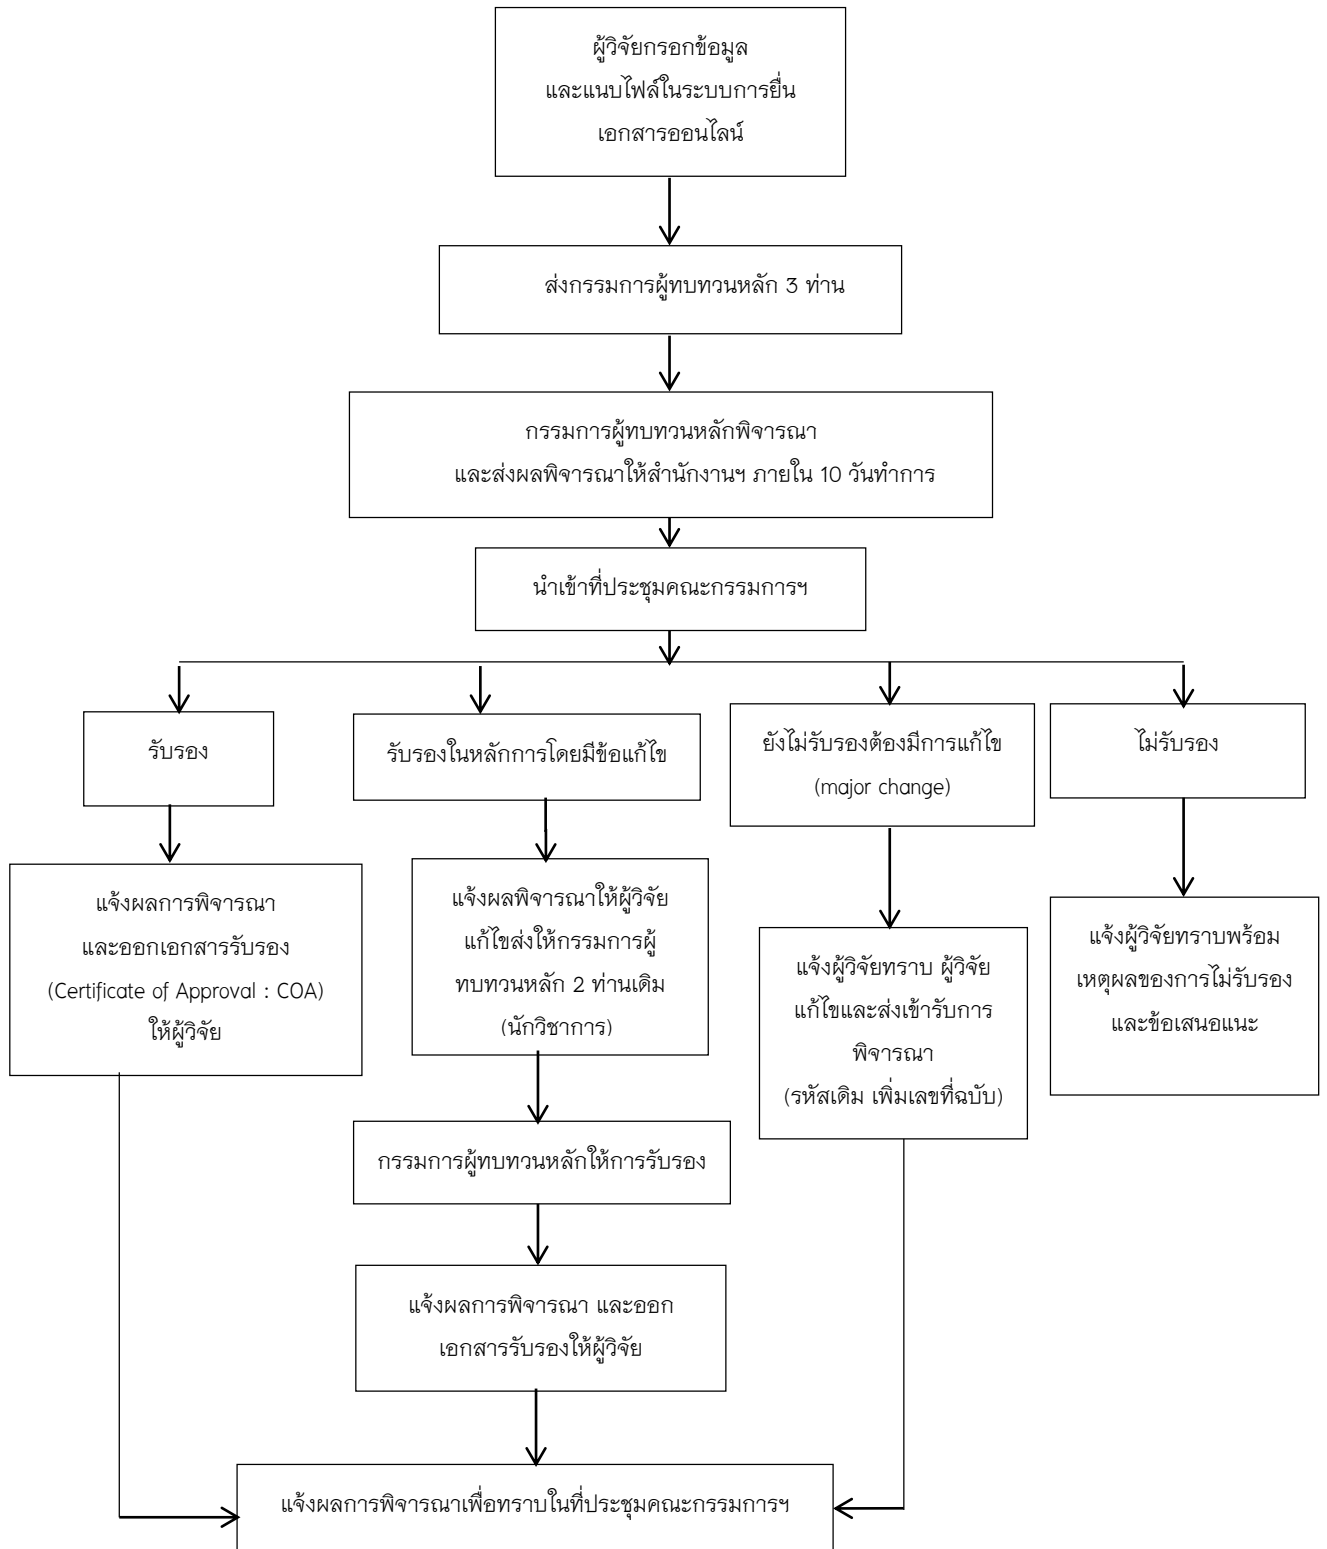 ผู้วิจัยกรอกข้อมูล
และแนบไฟล์ในระบบการยื่น
เอกสารออนไลน์
ส่งกรรมการผู้ทบทวนหลัก 3 ท่าน
กรรมการผู้ทบทวนหลักพิจารณา
และส่งผลพิจารณาให้สำนักงานฯ ภายใน 10 วันทำการ
นำเข้าที่ประชุมคณะกรรมการฯ
รับรอง
รับรองในหลักการโดยมีข้อแก้ไข
ยังไม่รับรองต้องมีการแก้ไข
(major change)
ไม่รับรอง
แจ้งผลการพิจารณา
และออกเอกสารรับรอง
(Certificate of Approval : COA)
ให้ผู้วิจัย
แจ้งผลพิจารณาให้ผู้วิจัย
แก้ไขส่งให้กรรมการผู้
ทบทวนหลัก 2 ท่านเดิม
(นักวิชาการ)
แจ้งผู้วิจัยทราบ ผู้วิจัย
แก้ไขและส่งเข้ารับการ
พิจารณา
(รหัสเดิม เพิ่มเลขที่ฉบับ)
แจ้งผู้วิจัยทราบพร้อม
เหตุผลของการไม่รับรอง
และข้อเสนอแนะ
กรรมการผู้ทบทวนหลักให้การรับรอง
แจ้งผลการพิจารณา และออก
เอกสารรับรองให้ผู้วิจัย
แจ้งผลการพิจารณาเพื่อทราบในที่ประชุมคณะกรรมการฯ